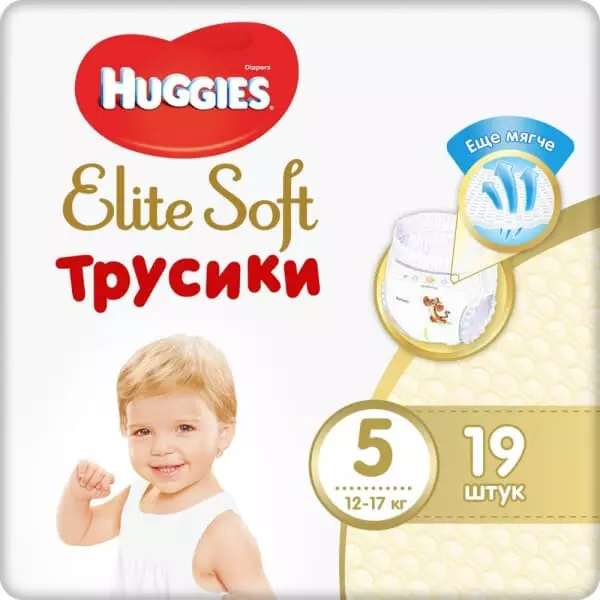 Diapers
HUGGIES®
Elite Soft
Трусики
Еще мягче
5
12-17 кг
19
штук